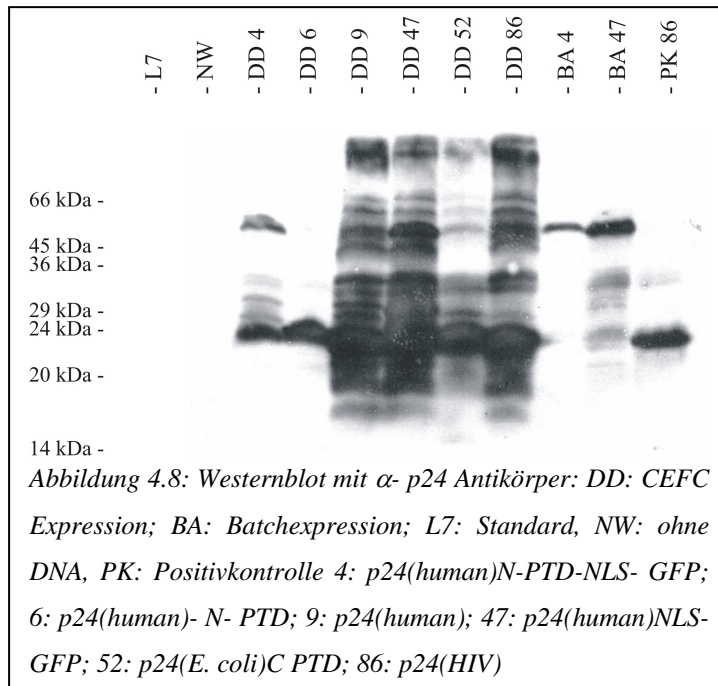 - L7
- NW
- DD 4
- DD 6
- DD 9
- DD 47
- DD 52
- DD 86
- BA 4
- BA 47
- PK 86
66 kDa -
45 kDa -
36 kDa -
29 kDa -
24 kDa -
20 kDa -
14 kDa -
Abbildung 4.8: Westernblot mit α- p24 Antikörper: DD: CEFC
Expression; BA: Batchexpression; L7: Standard, NW: ohne
DNA, PK: Positivkontrolle 4: p24(human)N-PTD-NLS- GFP;
6: p24(human)- N- PTD; 9: p24(human); 47: p24(human)NLS-
GFP; 52: p24(E. coli)C PTD; 86: p24(HIV)